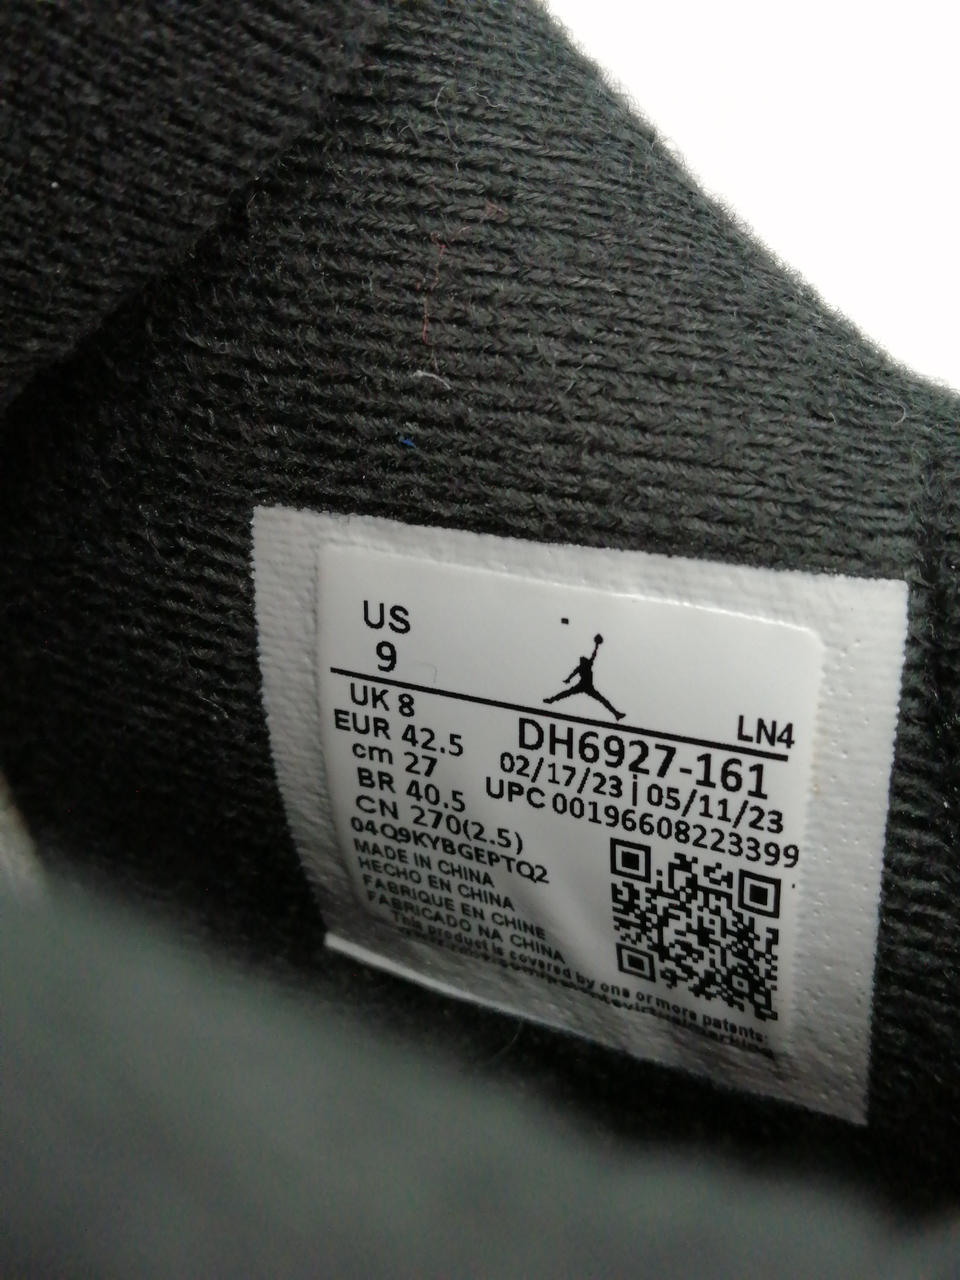 US
9
LN4
UK 8
EUR 42.5
cm 27
BR 40.5
CN 270(2.5)
DH6927-161
02/17/23 | 05/11/23
UPC 00196608223399
04Q9KYBGEPTQ2
MADE IN CHINA
HECHO EN CHINA
FABRIQUE EN CHINE
FABRICADO NA CHINA
This product is covered by one or more patents: